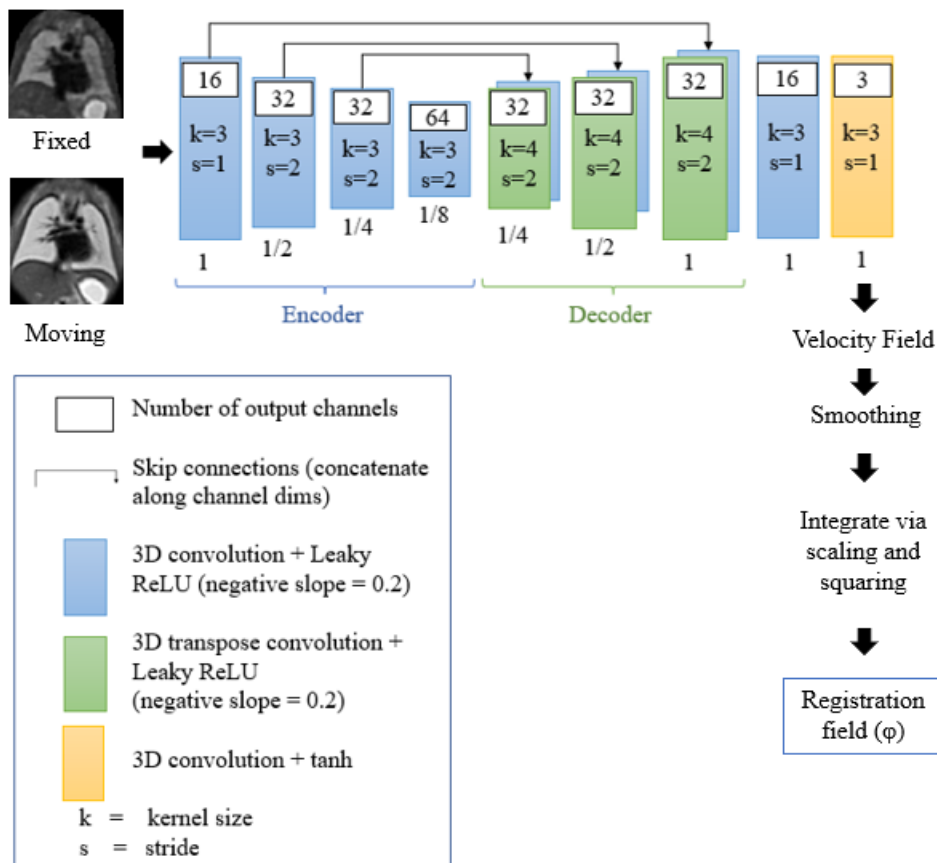 Fixed
Moving
16
k=3
s=1
1
32
k=3
s=2
1/2
32
k=3
s=2
1/4
64
k=3
s=2
1/8
32
k=4
s=2
1/4
32
k=4
s=2
1/2
32
k=4
s=2
1
16
k=3
s=1
1
3
k=3
s=1
1
Encoder
Decoder
Velocity Field
Smoothing
Integrate via
scaling and
squaring
Registration
field (φ)
Number of output channels
Skip connections (concatenate
along channel dims)
3D convolution + Leaky
ReLU (negative slope = 0.2)
3D transpose convolution +
Leaky ReLU
(negative slope = 0.2)
3D convolution + tanh
k = kernel size
s = stride